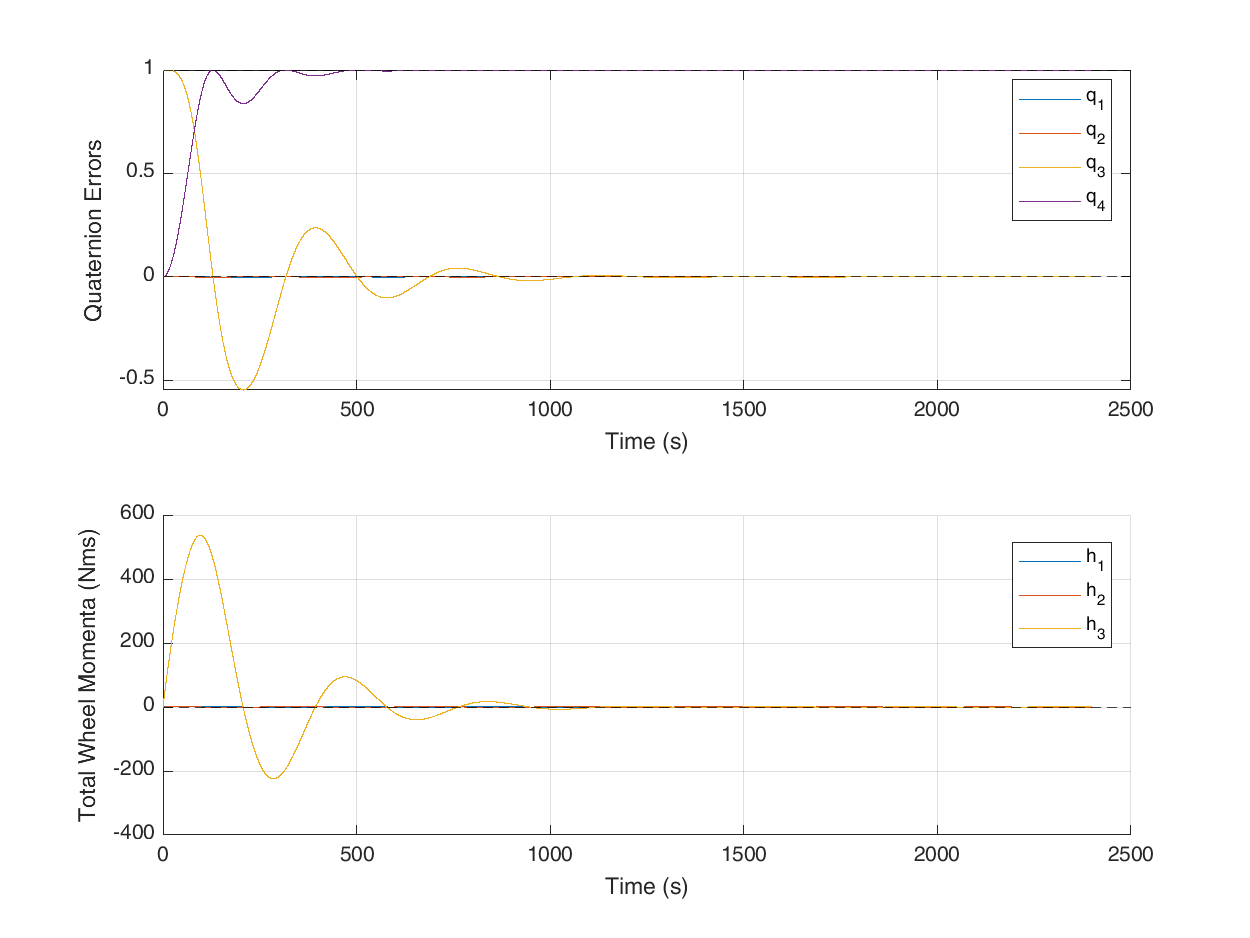 1
0.5
0
-0.5
Quaternion Errors
q1
q2
q3
q4
0 500 1000 1500 2000 2500
Time (s)
600
400
200
0
-200
-400
Total Wheel Momenta (Nms)
h1
h2
h3
0 500 1000 1500 2000 2500
Time (s)